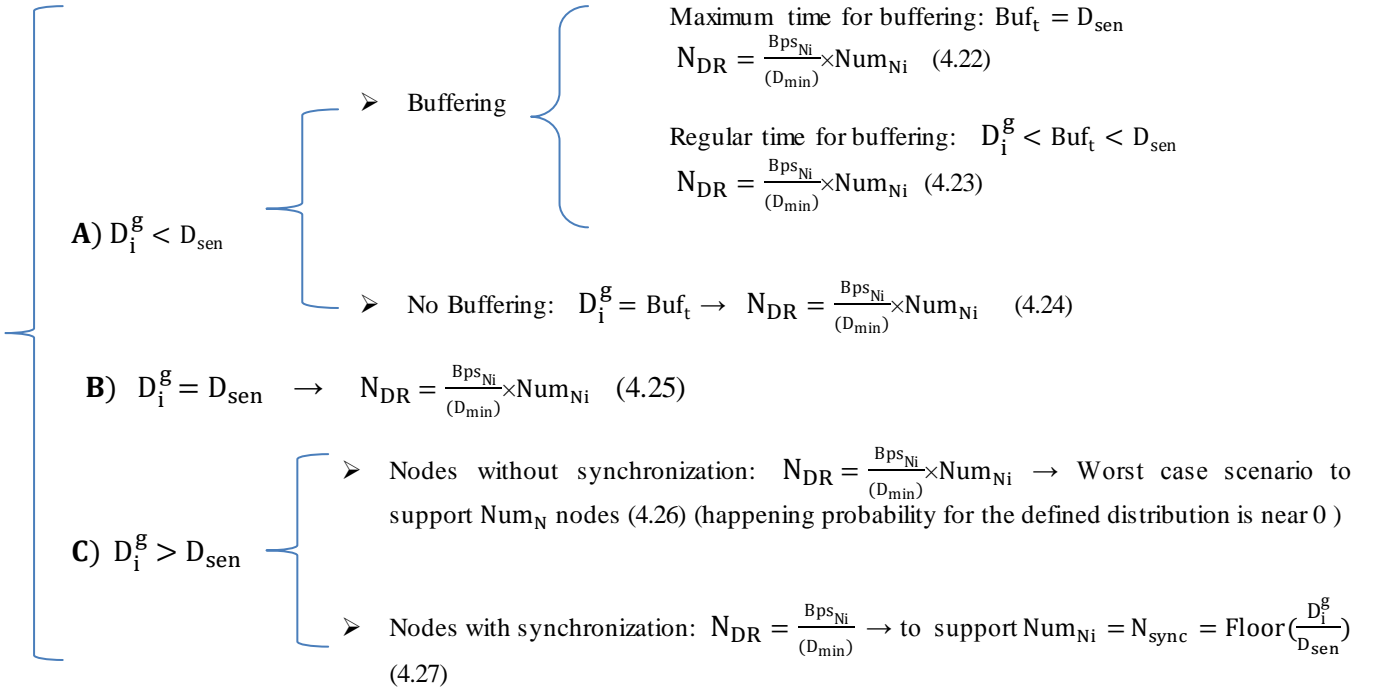 Maximum time for buffering: Buf_t = D_sen
N_DR = Bps_Ni/(D_min) × Num_Ni (4.22)
➢ Buffering
Regular time for buffering: D_i^g < Buf_t < D_sen
N_DR = Bps_Ni/(D_min) × Num_Ni (4.23)
A) D_i^g < D_sen
➢ No Buffering: D_i^g = Buf_t → N_DR = Bps_Ni/(D_min) × Num_Ni (4.24)
B) D_i^g = D_sen → N_DR = Bps_Ni/(D_min) × Num_Ni (4.25)
➢ Nodes without synchronization: N_DR = Bps_Ni/(D_min) × Num_Ni → Worst case scenario to
support Num_N nodes (4.26) (happening probability for the defined distribution is near 0 )
C) D_i^g > D_sen
➢ Nodes with synchronization: N_DR = Bps_Ni/(D_min) → to support Num_Ni = N_sync = Floor(D_i^g/D_sen)
(4.27)